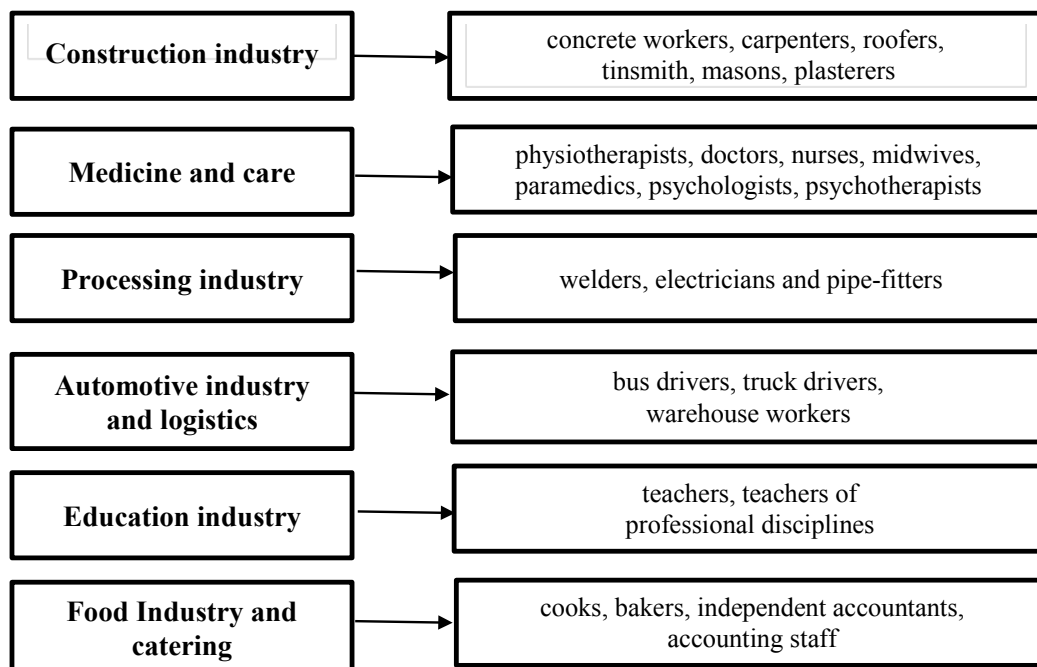 Construction industry
concrete workers, carpenters, roofers,
tinsmith, masons, plasterers
Medicine and care
physiotherapists, doctors, nurses, midwives,
paramedics, psychologists, psychotherapists
Processing industry
welders, electricians and pipe-fitters
Automotive industry
and logistics
bus drivers, truck drivers,
warehouse workers
Education industry
teachers, teachers of
professional disciplines
Food Industry and
catering
cooks, bakers, independent accountants,
accounting staff